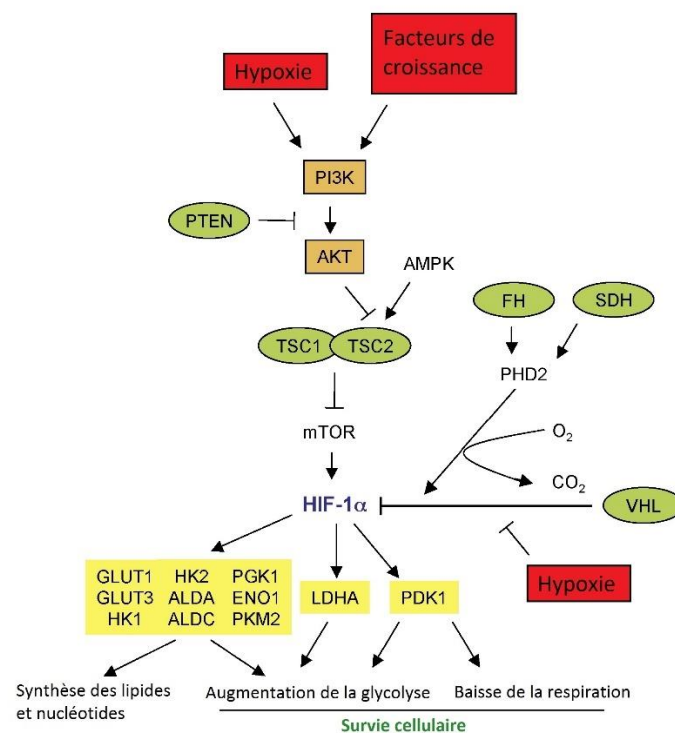 Hypoxie
Facteurs de
croissance
PI3K
PTEN
AKT
AMPK
FH
SDH
TSC1
TSC2
PHD2
mTOR
O2
CO2
HIF-1α
VHL
Hypoxie
GLUT1 HK2 PGK1
GLUT3 ALDA ENO1
HK1 ALDC PKM2
LDHA
PDK1
Synthèse des lipides
et nucléotides
Augmentation de la glycolyse
Baisse de la respiration
Survie cellulaire